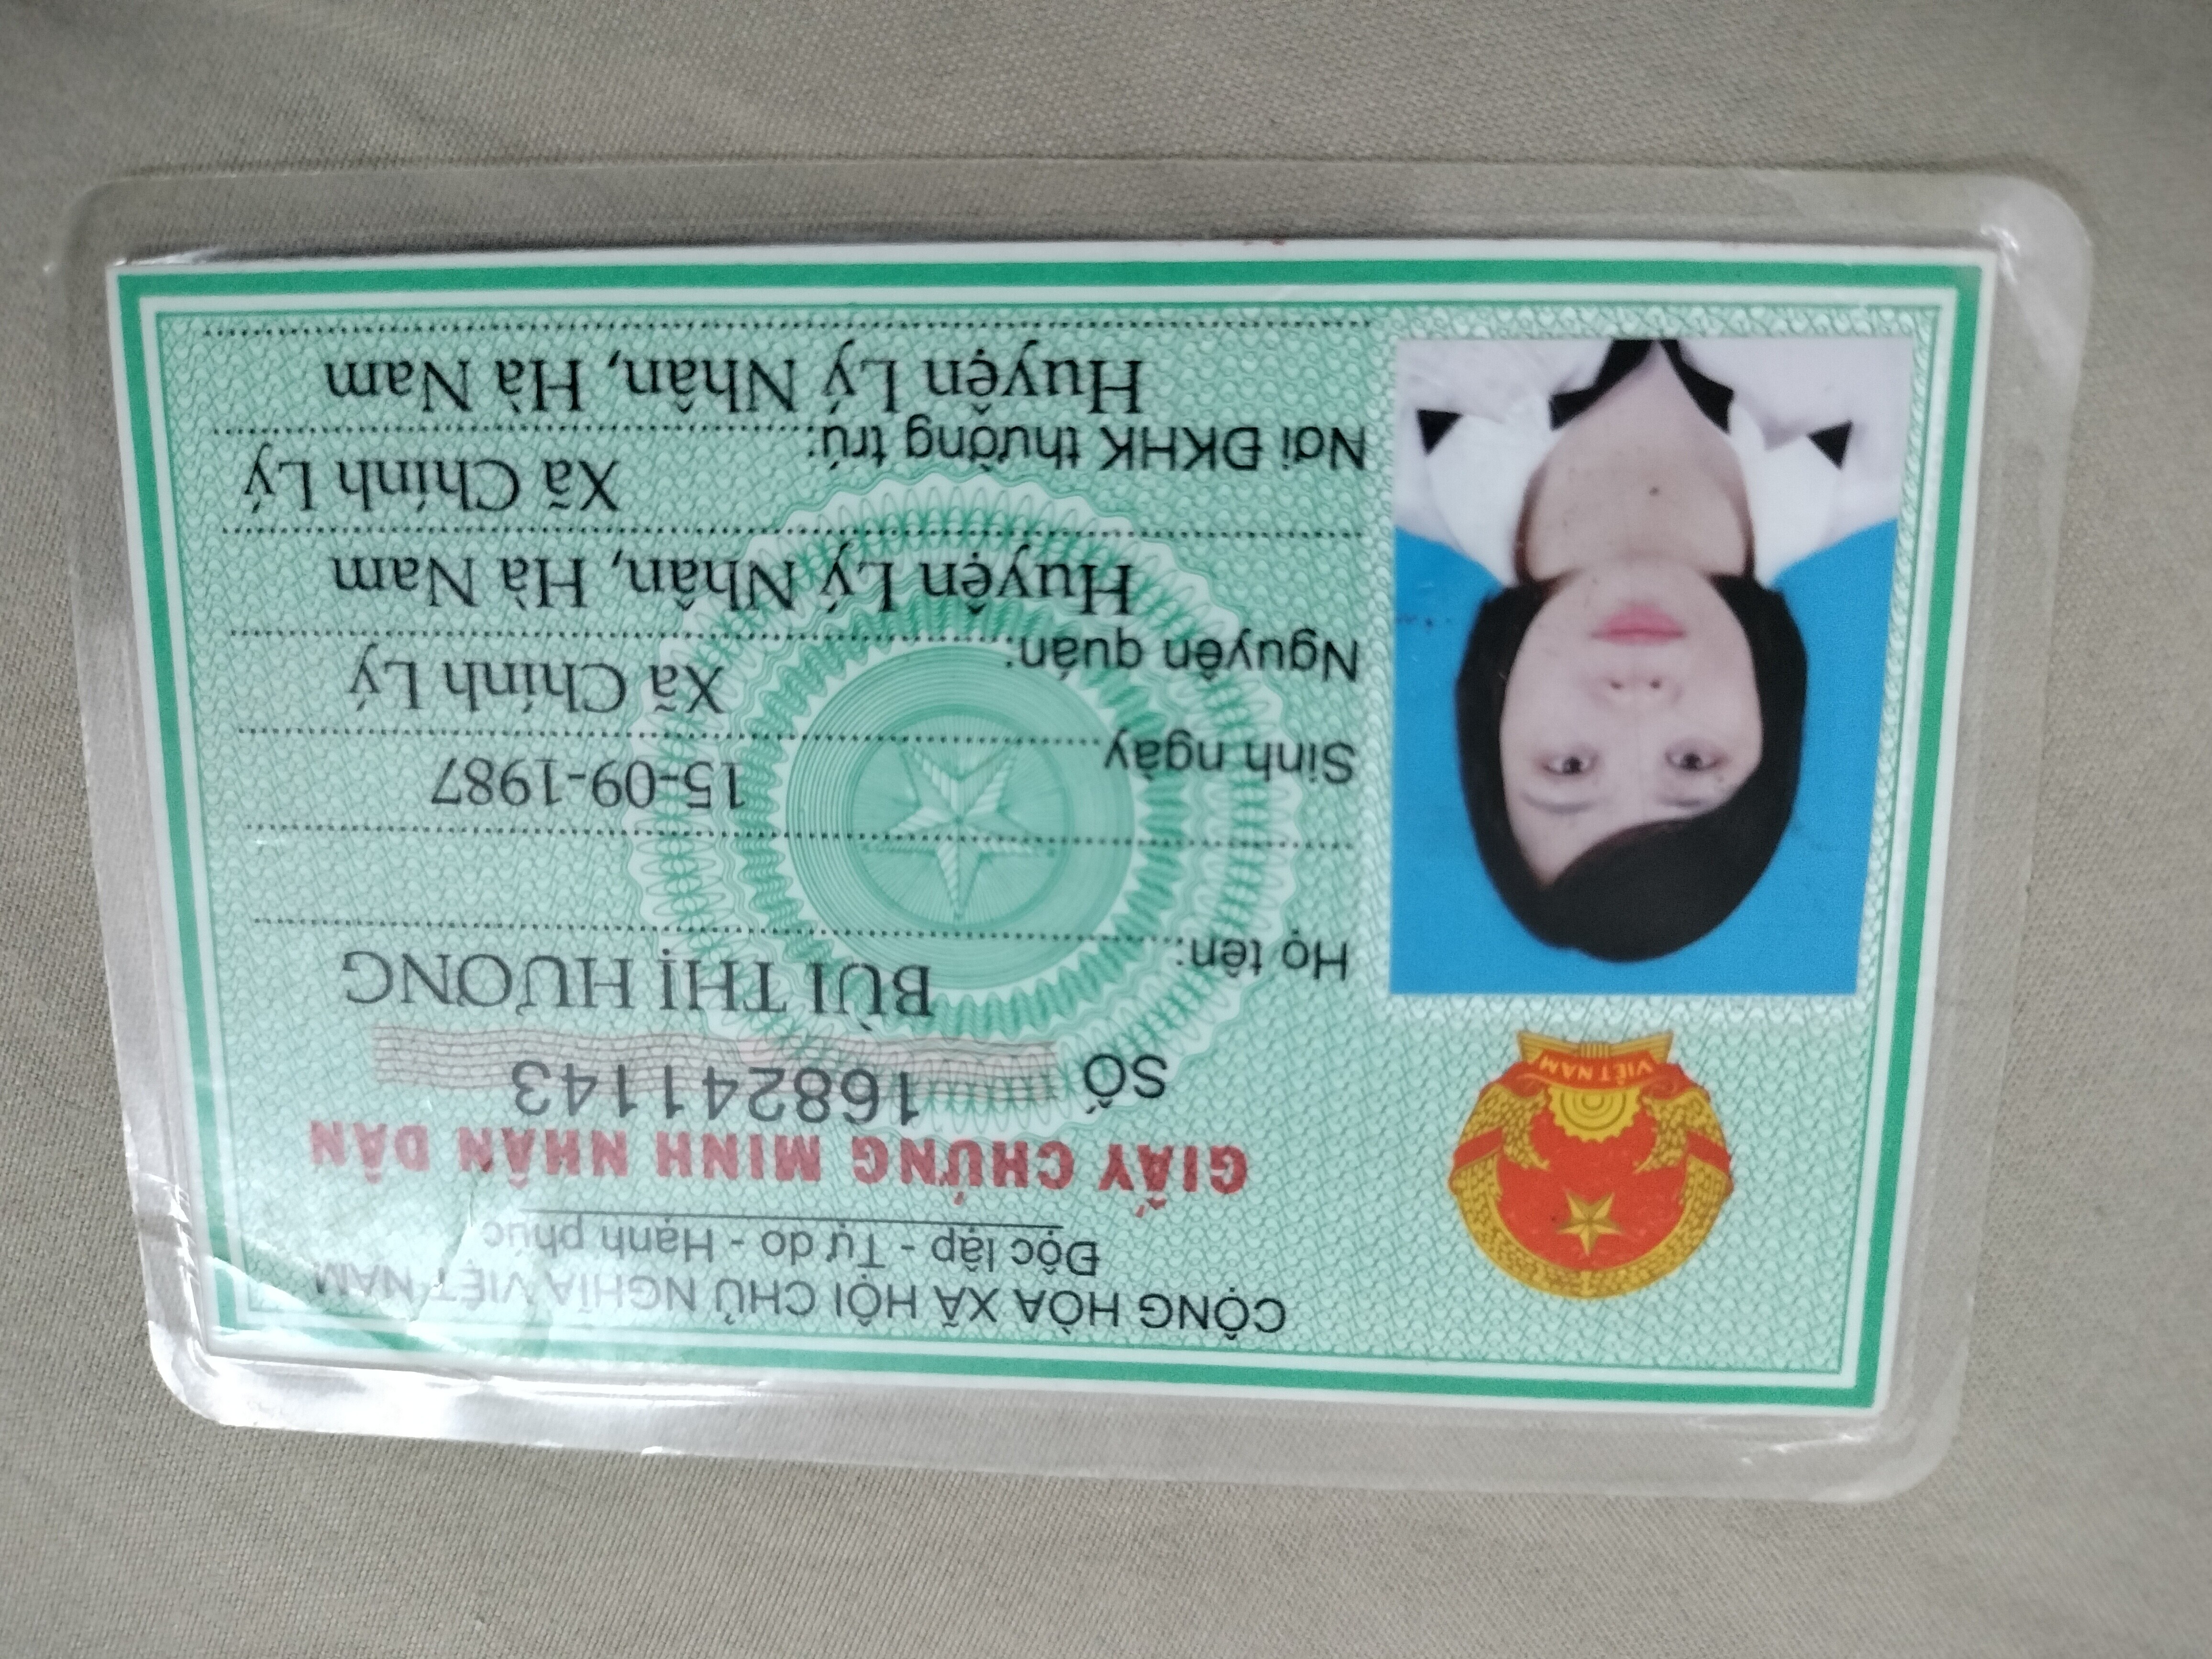 CỘNG HÒA XÃ HỘI CHỦ NGHĨA VIỆT NAM
Độc lập - Tự do - Hạnh phúc
GIẤY CHỨNG MINH NHÂN DÂN
SỐ 168241143
Họ tên: BÙI THỊ HƯƠNG
Sinh ngày 15-09-1987
Nguyên quán: Xã Chính Lý
Huyện Lý Nhân, Hà Nam
Nơi ĐKHK thường trú: Xã Chính Lý
Huyện Lý Nhân, Hà Nam
VIỆT NAM